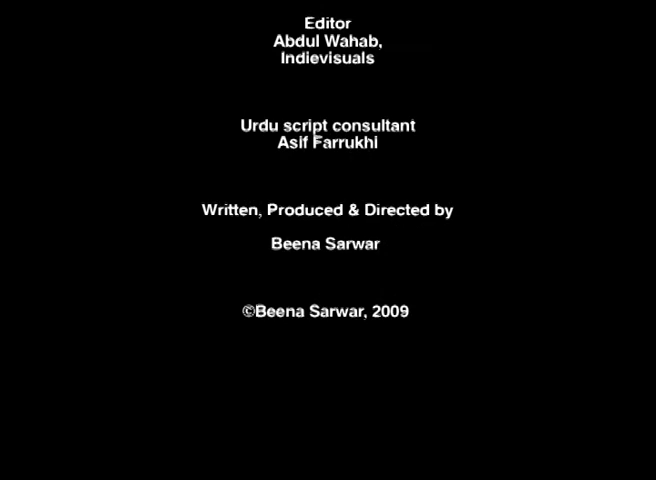 Editor
Abdul Wahab,
Indievisuals
Urdu script consultant
Asif Farrukhi
Written, Produced & Directed by
Beena Sarwar
©Beena Sarwar, 2009